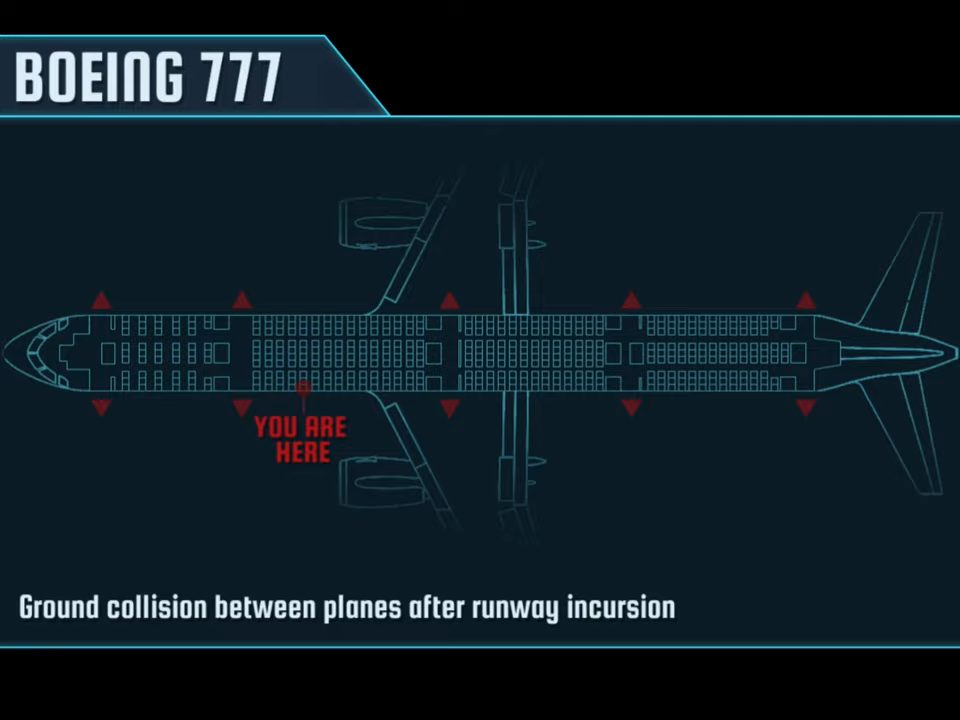 BOEING 777
YOU ARE
HERE
Ground collision between planes after runway incursion